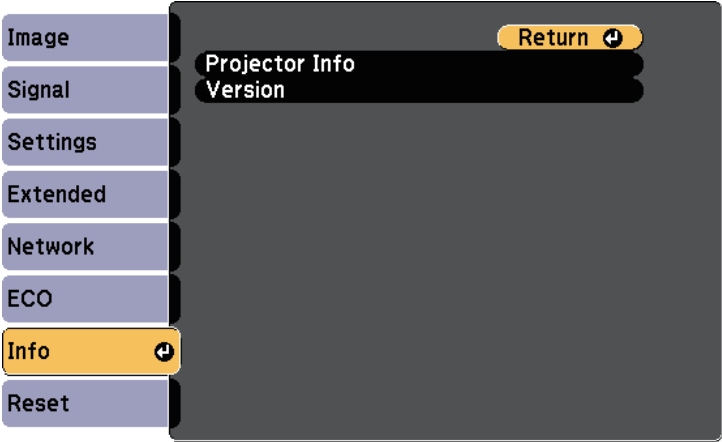 Image
Signal
Settings
Extended
Network
ECO
Info
Reset
Return
Projector Info
Version